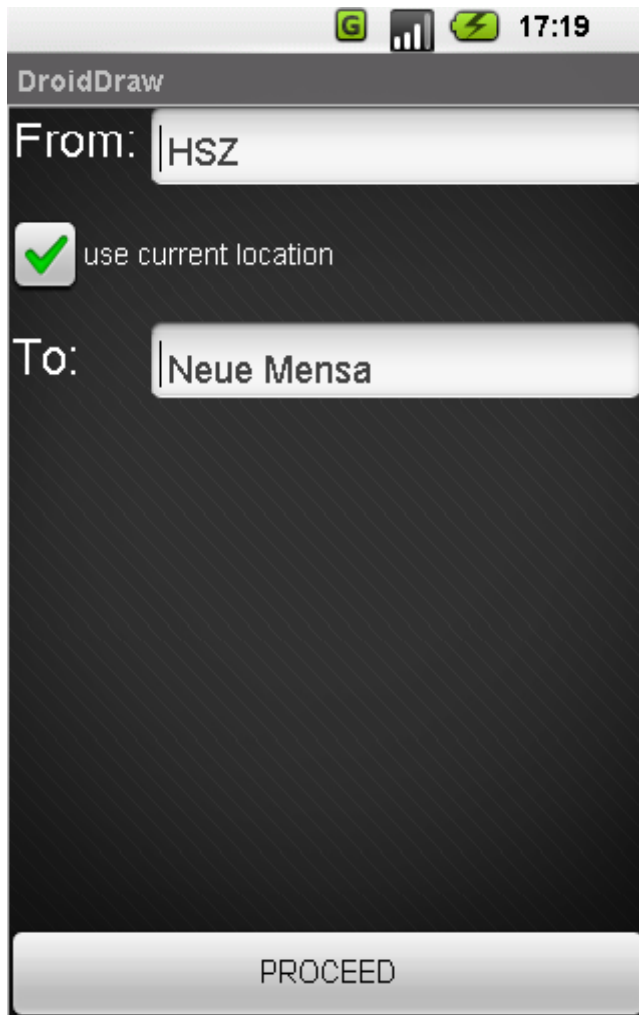 G 17:19
DroidDraw
From: HSZ
use current location
To: Neue Mensa
PROCEED